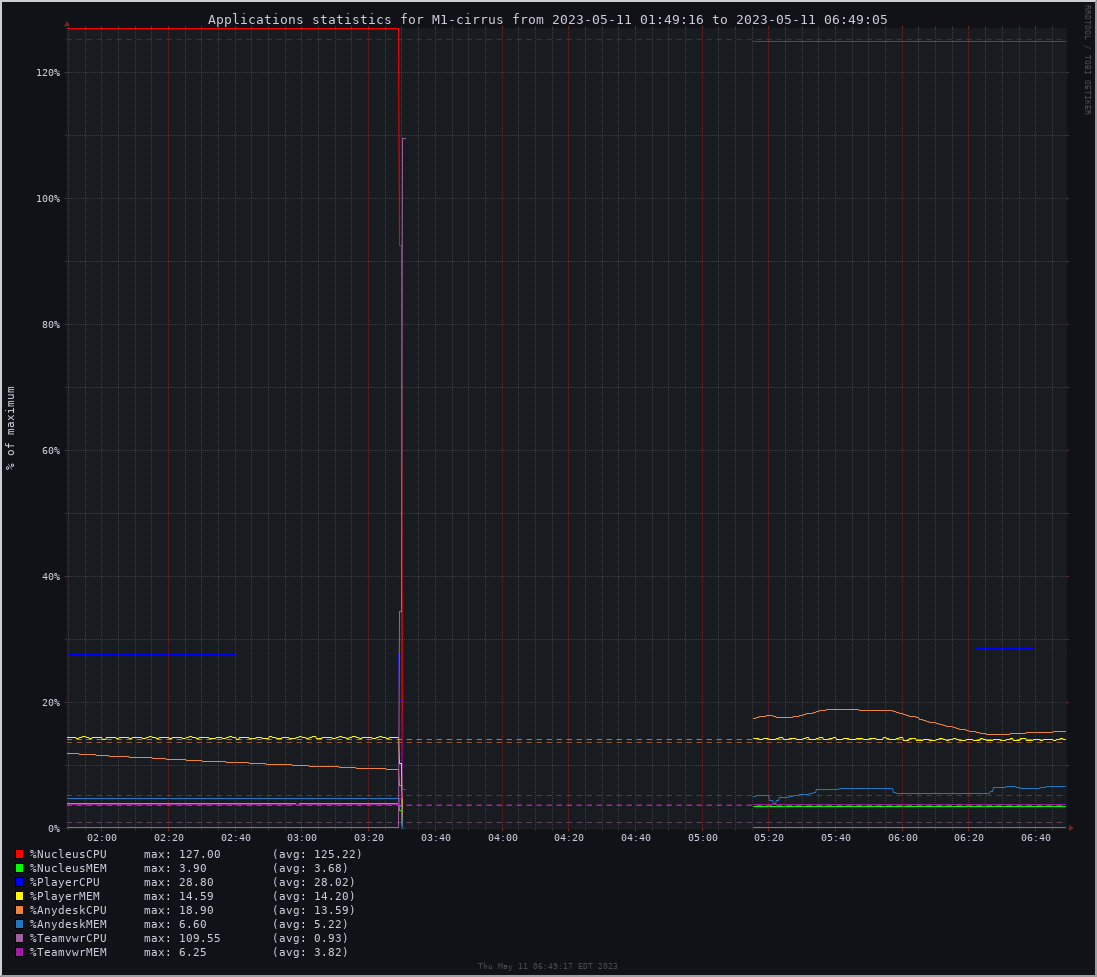 Applications statistics for M1-cirrus from 2023-05-11 01:49:16 to 2023-05-11 06:49:05
RRDTOOL / TOBI OETIKER
% of maximum
120%
100%
80%
60%
40%
20%
0%
02:00 02:20 02:40 03:00 03:20 03:40 04:00 04:20 04:40 05:00 05:20 05:40 06:00 06:20 06:40
%NucleusCPU max: 127.00 (avg: 125.22)
%NucleusMEM max: 3.90 (avg: 3.68)
%PlayerCPU max: 28.80 (avg: 28.02)
%PlayerMEM max: 14.59 (avg: 14.20)
%AnydeskCPU max: 18.90 (avg: 13.59)
%AnydeskMEM max: 6.60 (avg: 5.22)
%TeamvwrCPU max: 109.55 (avg: 0.93)
%TeamvwrMEM max: 6.25 (avg: 3.82)
Thu May 11 06:49:17 EDT 2023